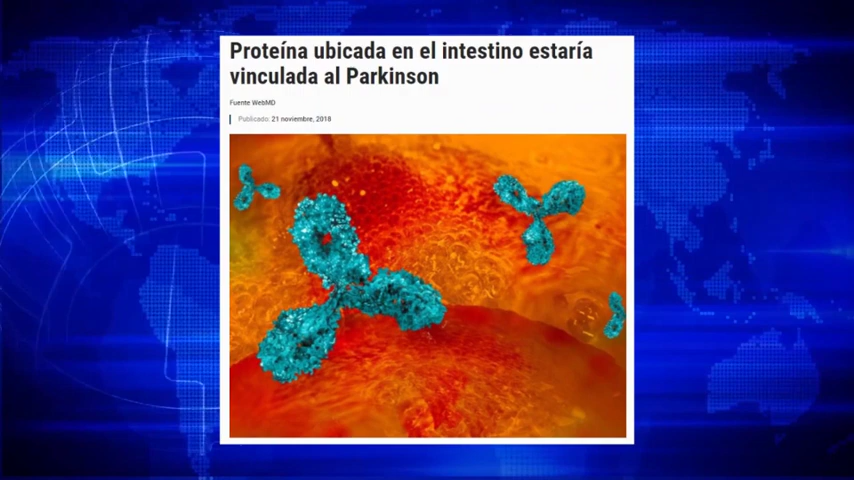 Proteína ubicada en el intestino estaría
vinculada al Parkinson
Fuente WebMD
Publicado: 21 noviembre, 2018